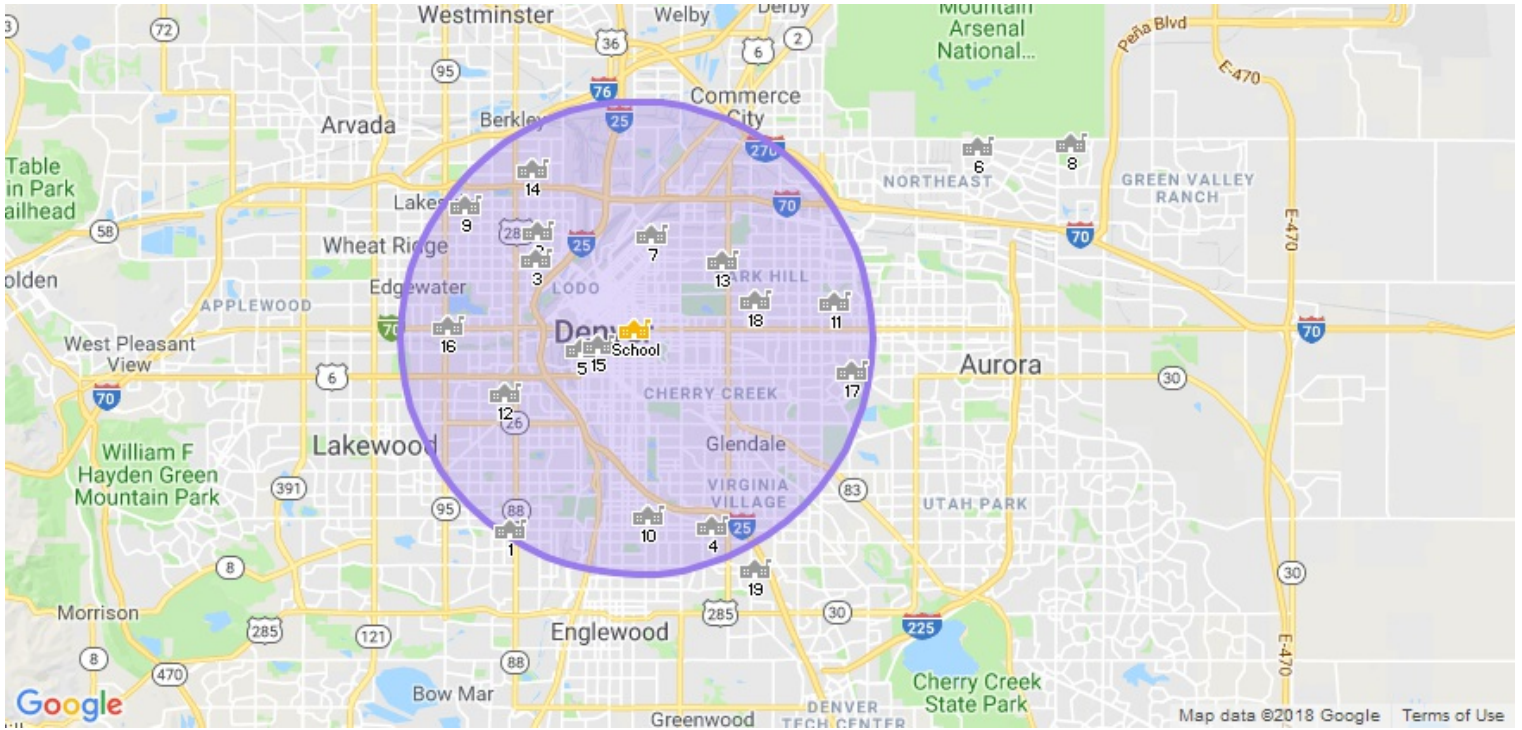 Westminster
Welby
Derby
Mountain
Arsenal
National...
Peña Blvd
3
72
36
6
2
E-470
95
76
Commerce
City
25
Berkley
Arvada
270
6
8
Table
in Park
ailhead
14
NORTHEAST
GREEN VALLEY
RANCH
70
Lakes
9
58
E-470
Wheat Ridge
28
25
7
70
3
13
ARK HILL
olden
Edgewater
LODO
APPLEWOOD
18
11
70
16
Denver
School
70
West Pleasant
View
5
15
Aurora
6
17
30
70
CHERRY CREEK
12
26
Lakewood
Glendale
William F
Hayden Green
Mountain Park
391
VIRGINIA
VILLAGE
83
UTAH PARK
95
88
10
4
25
1
8
19
30
Morrison
285
121
285
30
225
Englewood
E-470
8
470
88
Bow Mar
Cherry Creek
State Park
Google
Greenwood
DENVER
TECH CENTER
Map data ©2018 Google
Terms of Use